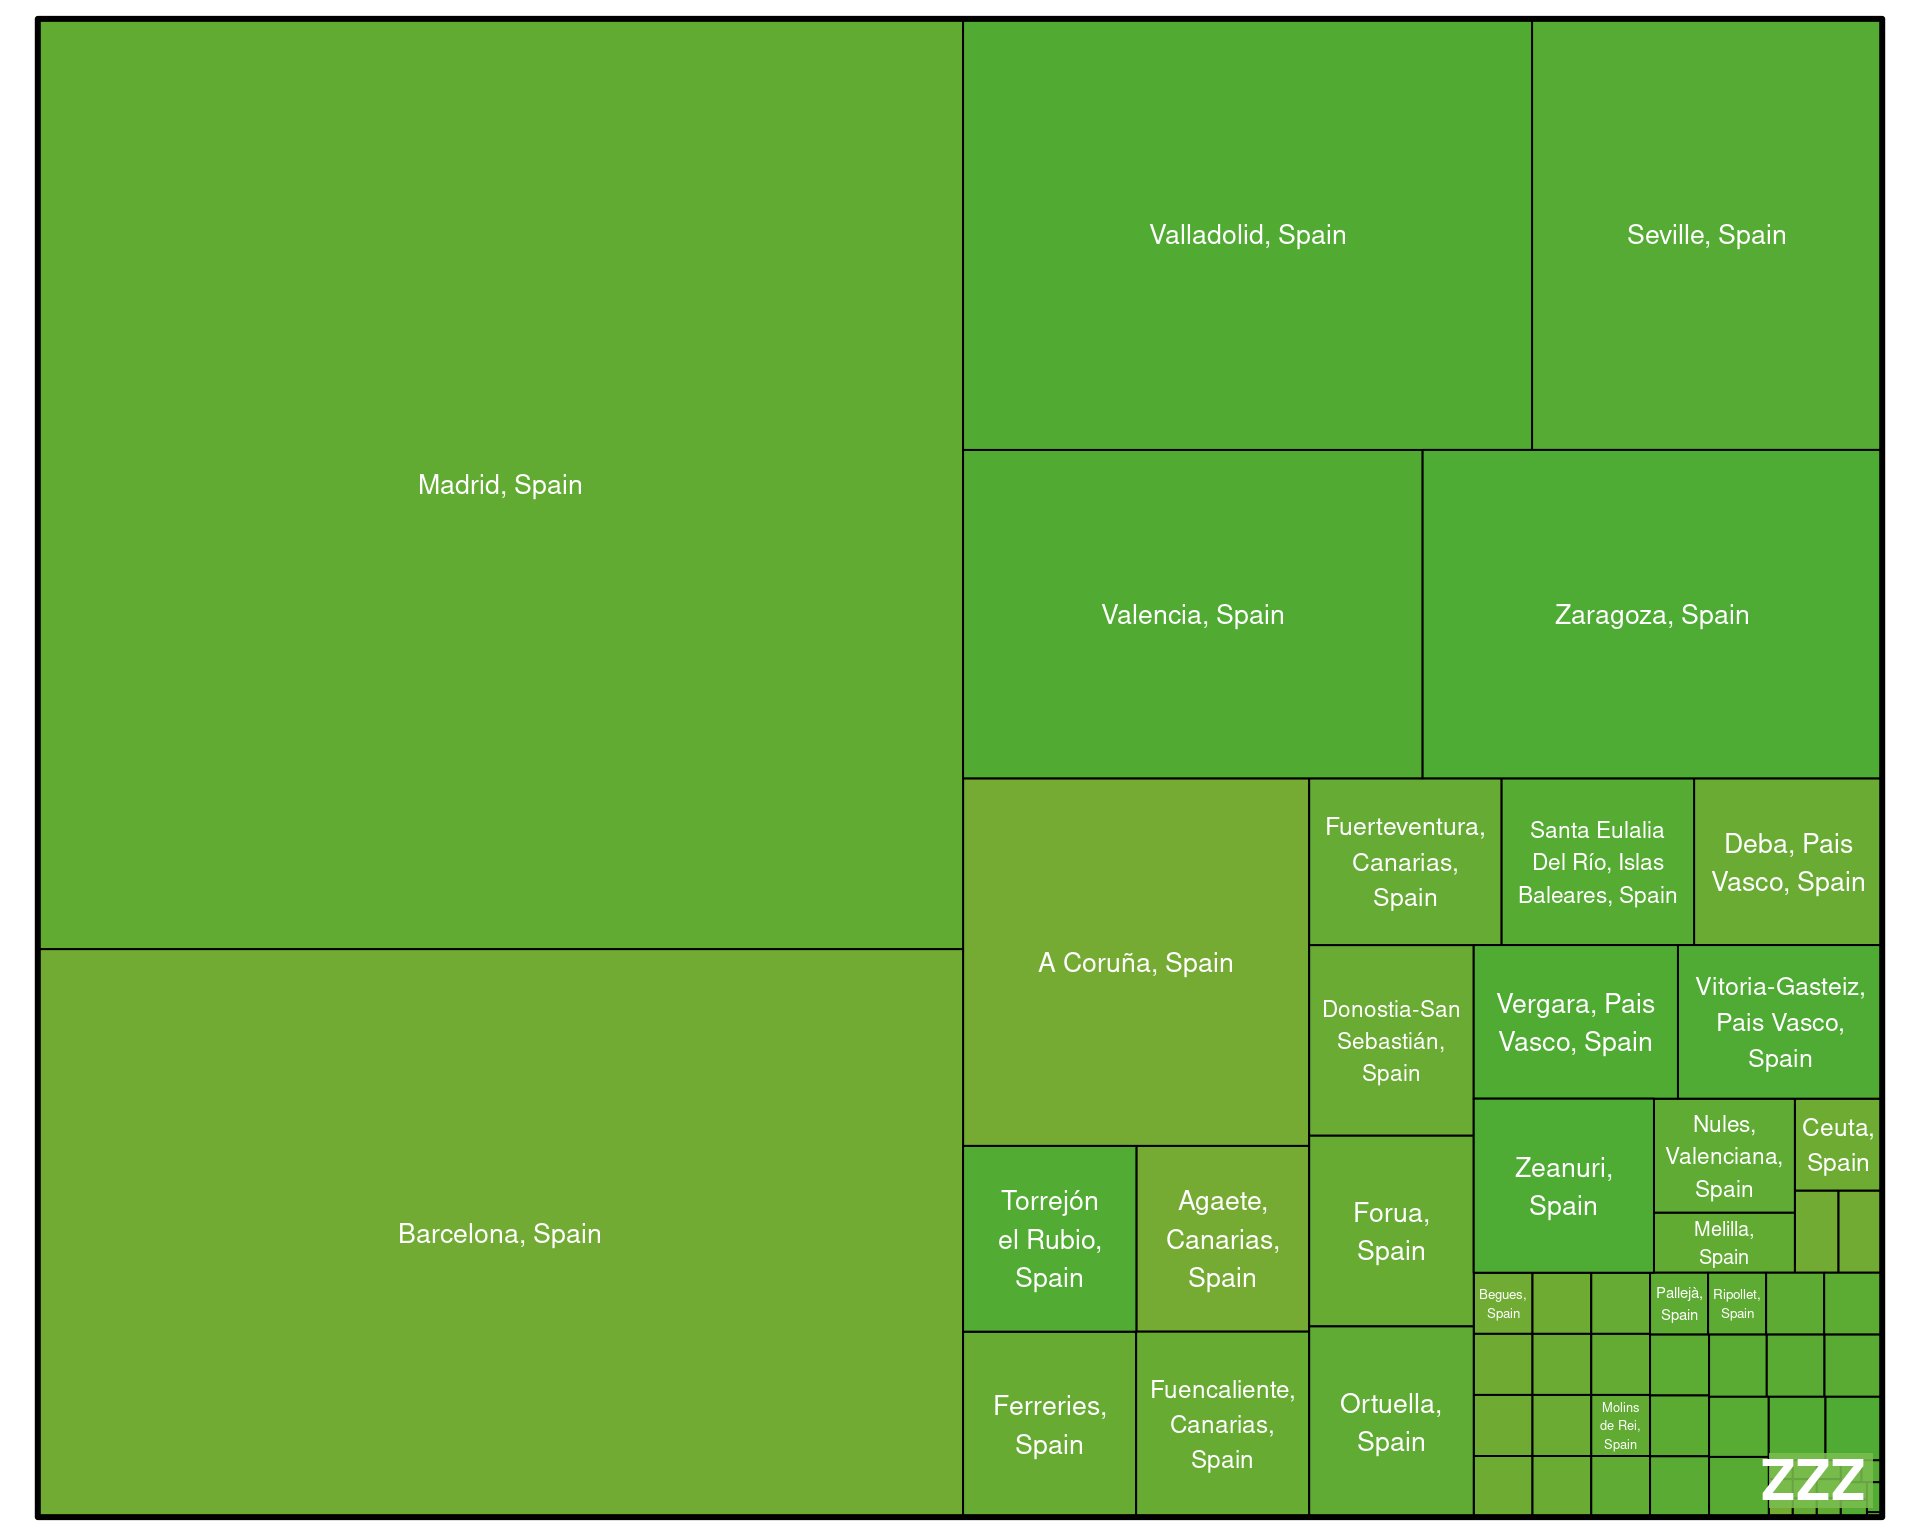 Madrid, Spain
Barcelona, Spain
Valladolid, Spain
Seville, Spain
Valencia, Spain
Zaragoza, Spain
A Coruña, Spain
Fuerteventura,
Canarias,
Spain
Santa Eulalia
Del Río, Islas
Baleares, Spain
Deba, Pais
Vasco, Spain
Donostia-San
Sebastián,
Spain
Vergara, Pais
Vasco, Spain
Vitoria-Gasteiz,
Pais Vasco,
Spain
Torrejón
el Rubio,
Spain
Agaete,
Canarias,
Spain
Forua,
Spain
Zeanuri,
Spain
Nules,
Valenciana,
Spain
Ceuta,
Spain
Melilla,
Spain
Ferreries,
Spain
Fuencaliente,
Canarias,
Spain
Ortuella,
Spain
Begues,
Spain
Pallejà,
Spain
Ripollet,
Spain
Molins
de Rei,
Spain
ZZZ